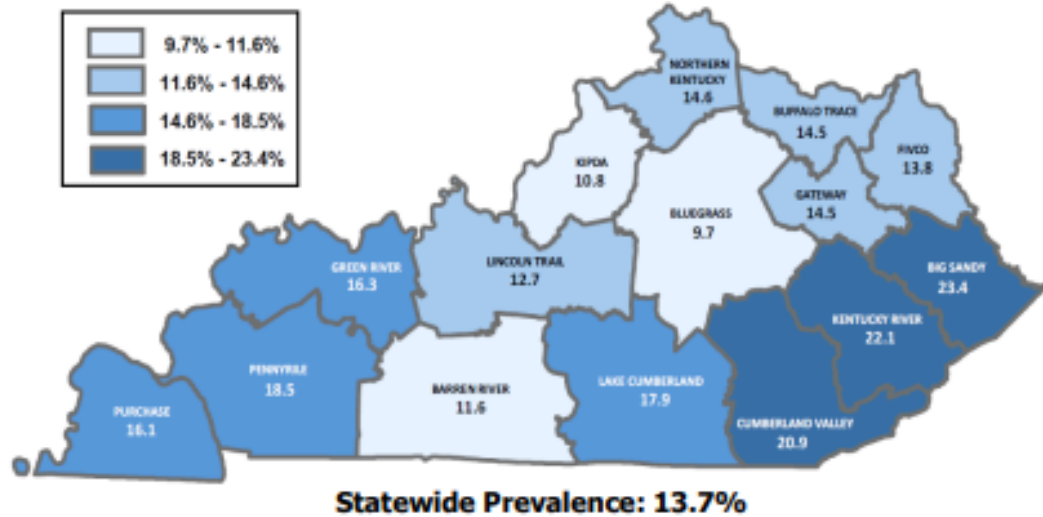 9.7% - 11.6%
11.6% - 14.6%
14.6% - 18.5%
18.5% - 23.4%
NORTHERN
KENTUCKY
14.6
BUFFALO TRACE
14.5
FIVCO
13.8
KIPDA
10.8
GATEWAY
14.5
BLUEGRASS
9.7
GREEN RIVER
16.3
LINCOLN TRAIL
12.7
BIG SANDY
23.4
KENTUCKY RIVER
22.1
PENNYRILE
18.5
BARREN RIVER
11.6
LAKE CUMBERLAND
17.9
PURCHASE
16.1
CUMBERLAND VALLEY
20.9
Statewide Prevalence: 13.7%